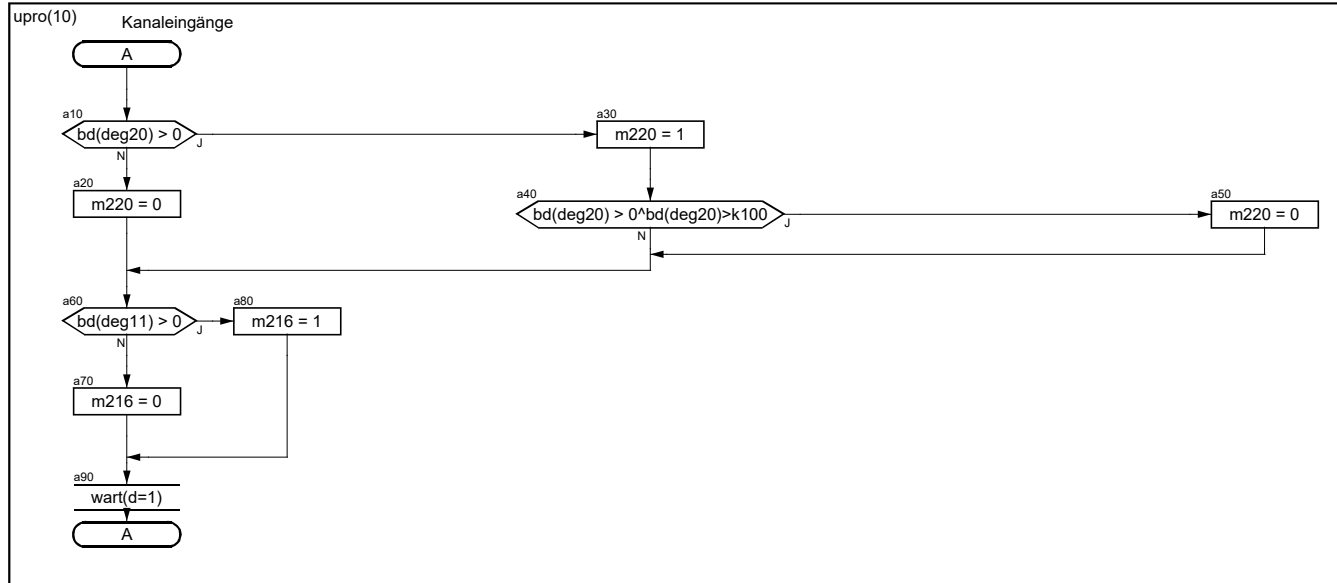 upro(10)
Kanaleingänge
A
a10
bd(deg20) > 0
J
N
a30
m220 = 1
a20
m220 = 0
a40
bd(deg20) > 0^bd(deg20)>k100
J
N
a50
m220 = 0
a60
bd(deg11) > 0
J
N
a80
m216 = 1
a70
m216 = 0
a90
wart(d=1)
A